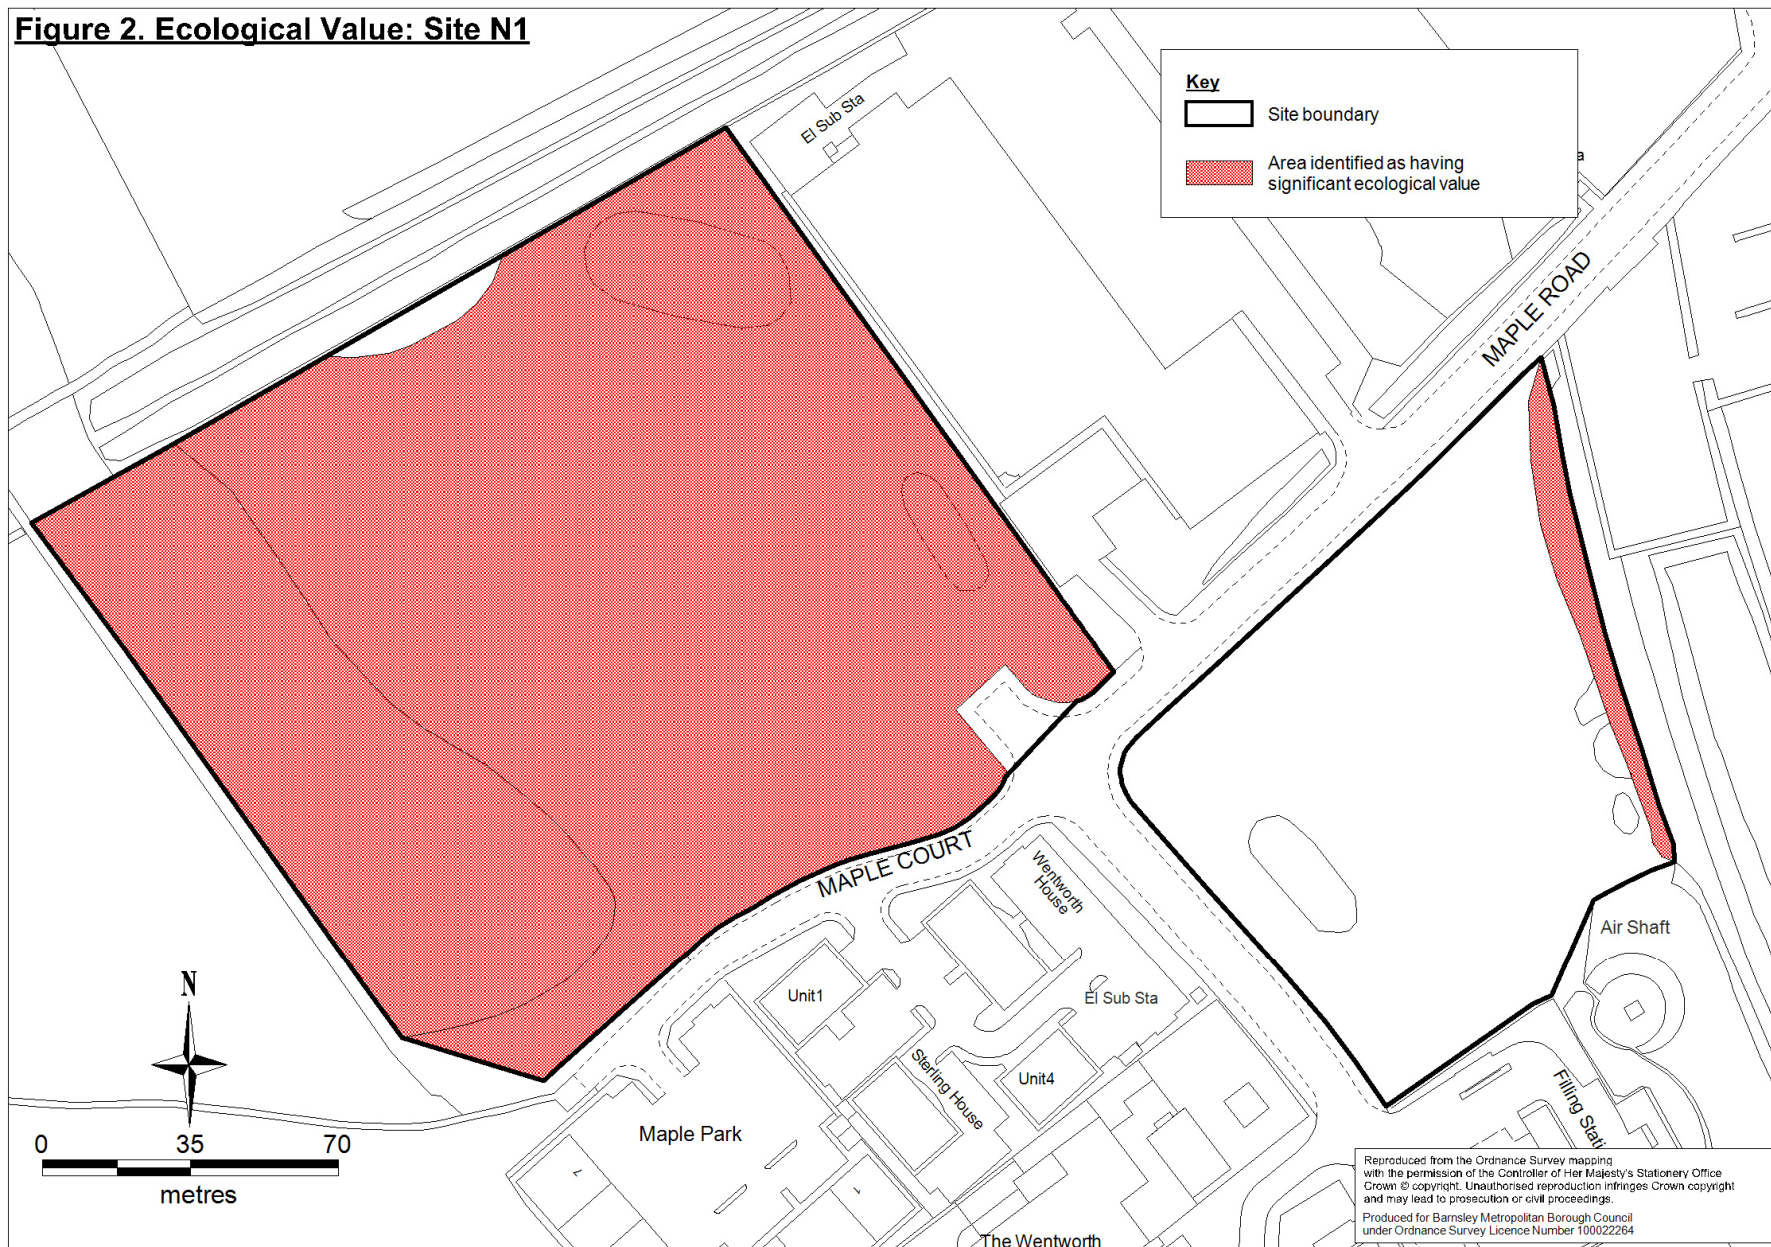 Figure 2. Ecological Value: Site N1
Key
Site boundary
Area identified as having
significant ecological value
a
El Sub Sta
MAPLE ROAD
MAPLE COURT
Wentworth
House
Air Shaft
Unit1
El Sub Sta
Sterling House
Unit4
Filling Stati
Maple Park
7
1
The Wentworth
N
0 35 70
metres
Reproduced from the Ordnance Survey mapping
with the permission of the Controller of Her Majesty's Stationery Office
Crown © copyright. Unauthorised reproduction infringes Crown copyright
and may lead to prosecution or civil proceedings.
Produced for Barnsley Metropolitan Borough Council
under Ordnance Survey Licence Number 100022264